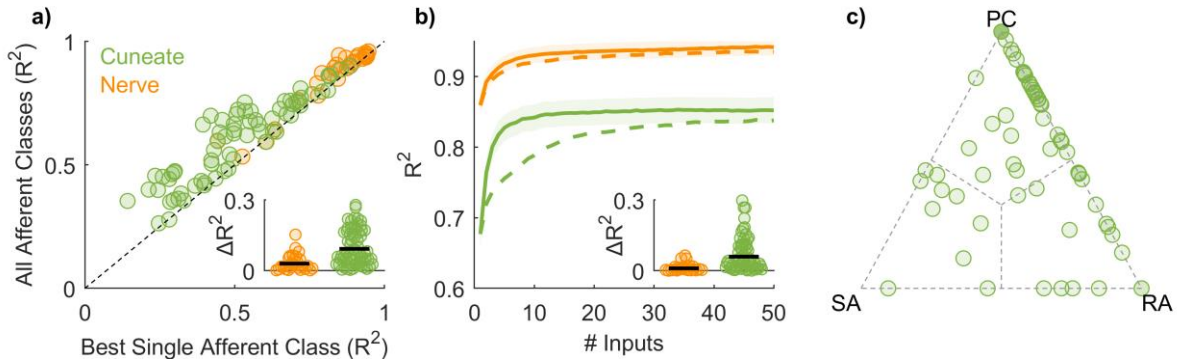 a)
All Afferent Classes (R²)
1
0.5
0
Cuneate
Nerve
0.3
ΔR²
0
0
0.5
1
Best Single Afferent Class (R²)
b)
R²
0.9
0.8
0.7
0.6
0.3
ΔR²
0
0
10
20
30
40
50
# Inputs
c)
PC
SA
RA